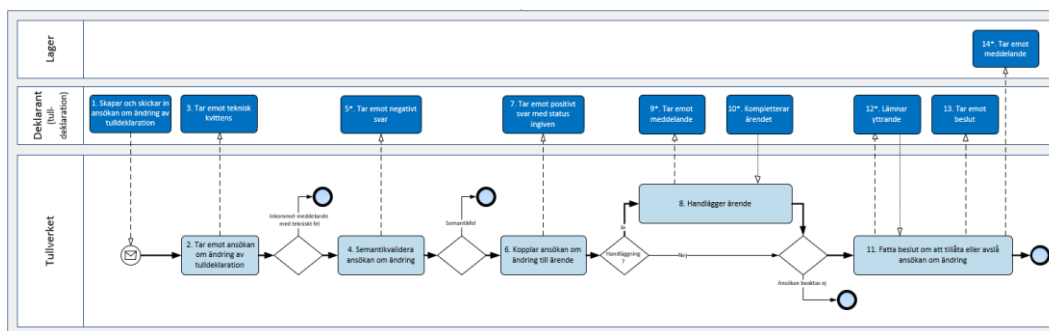 Lager
14*. Tar emot
meddelande
Deklarant
(tull-
deklaration)
1. Skapar och skickar in
ansökan om ändring av
tulldeklaration
3. Tar emot teknisk
kvittens
5*. Tar emot negativt
svar
7. Tar emot positivt
svar med status
ingiven
9*. Tar emot
meddelande
10*. Kompletterar
ärendet
12*. Lämnar
yttrande
13. Tar emot
beslut
Tullverket
2. Tar emot ansökan
om ändring av
tulldeklaration
Inkommet meddelande
med tekniskt fel
4. Semantikvalidera
ansökan om ändring
Semantikfel
6. Kopplar ansökan om
ändring till ärende
Handläggning
?
Ja
Nej
8. Handlägger ärende
Ansökan beaktas ej
11. Fatta beslut om att tillåta eller avslå
ansökan om ändring